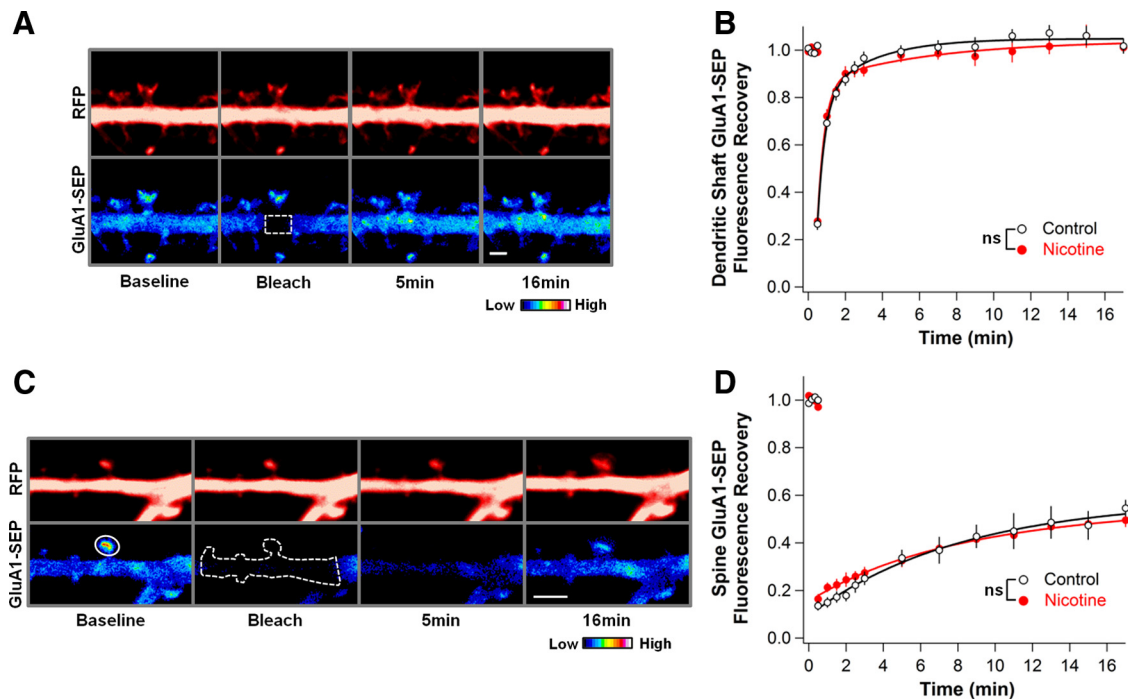 A
RFP
GluA1-SEP
Baseline Bleach 5min 16min
Low High
B
Dendritic Shaft GluA1-SEP
Fluorescence Recovery
1.0
0.8
0.6
0.4
0.2
0.0
ns
Control
Nicotine
0 2 4 6 8 10 12 14 16
Time (min)
C
RFP
GluA1-SEP
Baseline Bleach 5min 16min
Low High
D
Spine GluA1-SEP
Fluorescence Recovery
1.0
0.8
0.6
0.4
0.2
0.0
ns
Control
Nicotine
0 2 4 6 8 10 12 14 16
Time (min)